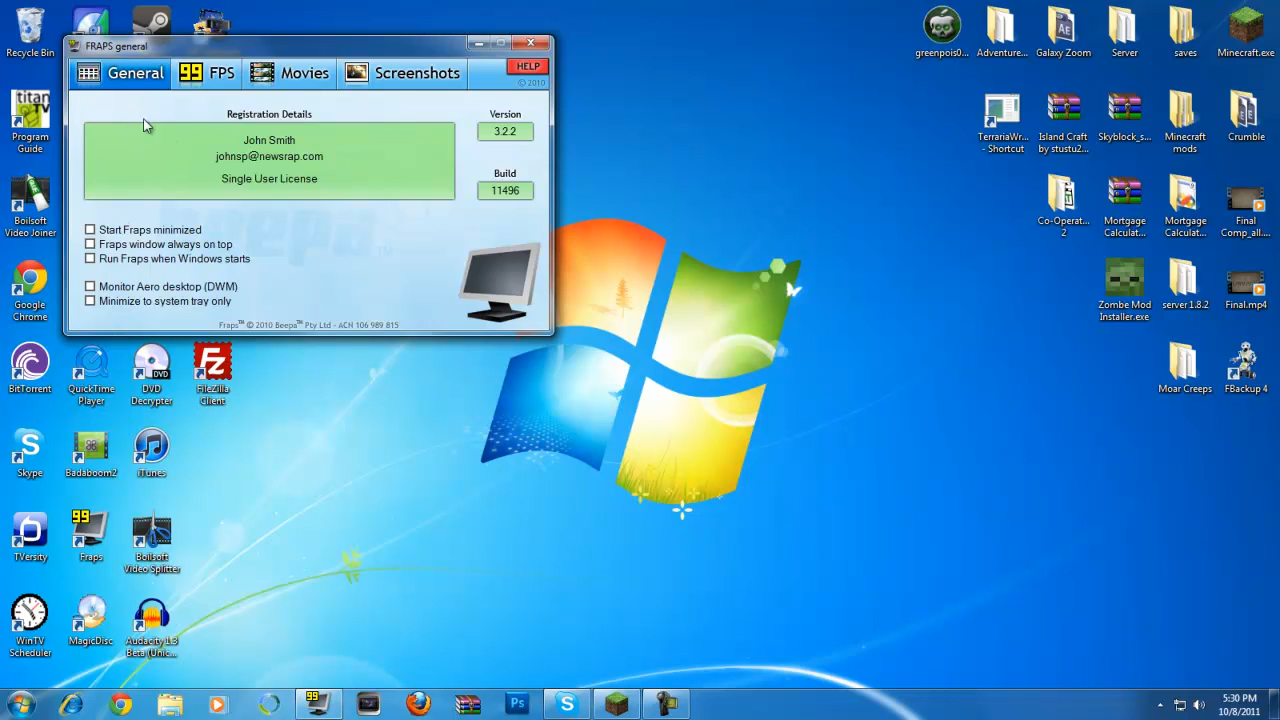 FRAPS general
99
General
FPS
Movies
Screenshots
HELP
© 2010
Registration Details
John Smith
johnsp@newsrap.com
Single User License
Version
3.2.2
Build
11496
Start Fraps minimized
Fraps window always on top
Run Fraps when Windows starts
Monitor Aero desktop (DWM)
Minimize to system tray only
Fraps™ © 2010 Beepa™ Pty Ltd - ACN 106 989 815
Recycle Bin
titan
TV
Program
Guide
Boilsoft
Video Joiner
Google
Chrome
BitTorrent
QuickTime
Player
DVD
DVD
Decrypter
FileZilla
Client
Skype
Badaboom2
iTunes
TVersity
99
Fraps
Boilsoft
Video Splitter
WinTV
Scheduler
MagicDisc
Audacity 1.3
Beta (Unic...
greenpois0...
Adventure...
Galaxy Zoom
Server
saves
Minecraft.exe
TerrariaWr...
- Shortcut
Island Craft
by stustu2...
Skyblock_s...
Minecraft
mods
Crumble
Co-Operat...
2
Mortgage
Calculat...
Mortgage
Calculat...
Final
Comp_all...
Zombe Mod
Installer.exe
server 1.8.2
Final.mp4
Moar Creeps
FBackup 4
99
Ps
5:30 PM
10/8/2011